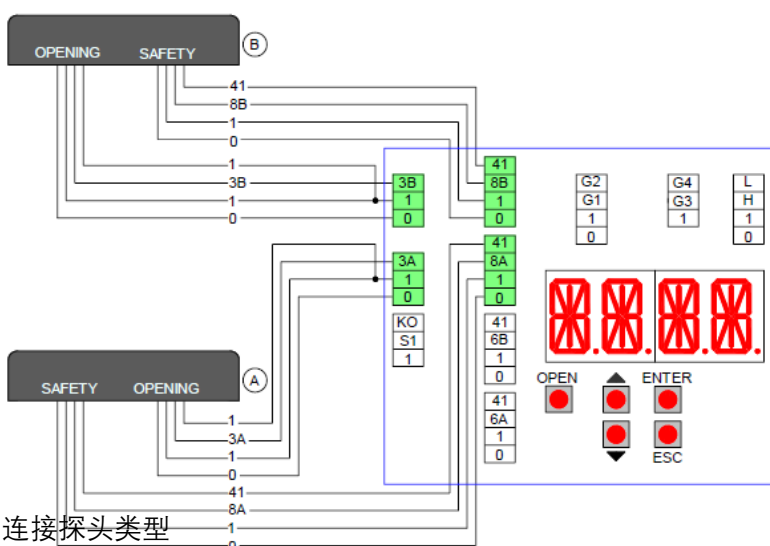 OPENING SAFETY B
41
8B
1
0
1
3B
1
0
3B
1
0
41
8B
1
0
3A
1
0
41
8A
1
0
KO
S1
1
41
6B
1
0
41
6A
1
0
G2
G1
1
0
G4
G3
1
L
H
1
0
OPEN ENTER
ESC
SAFETY OPENING A
1
3A
1
0
41
8A
1
0
连接探头类型